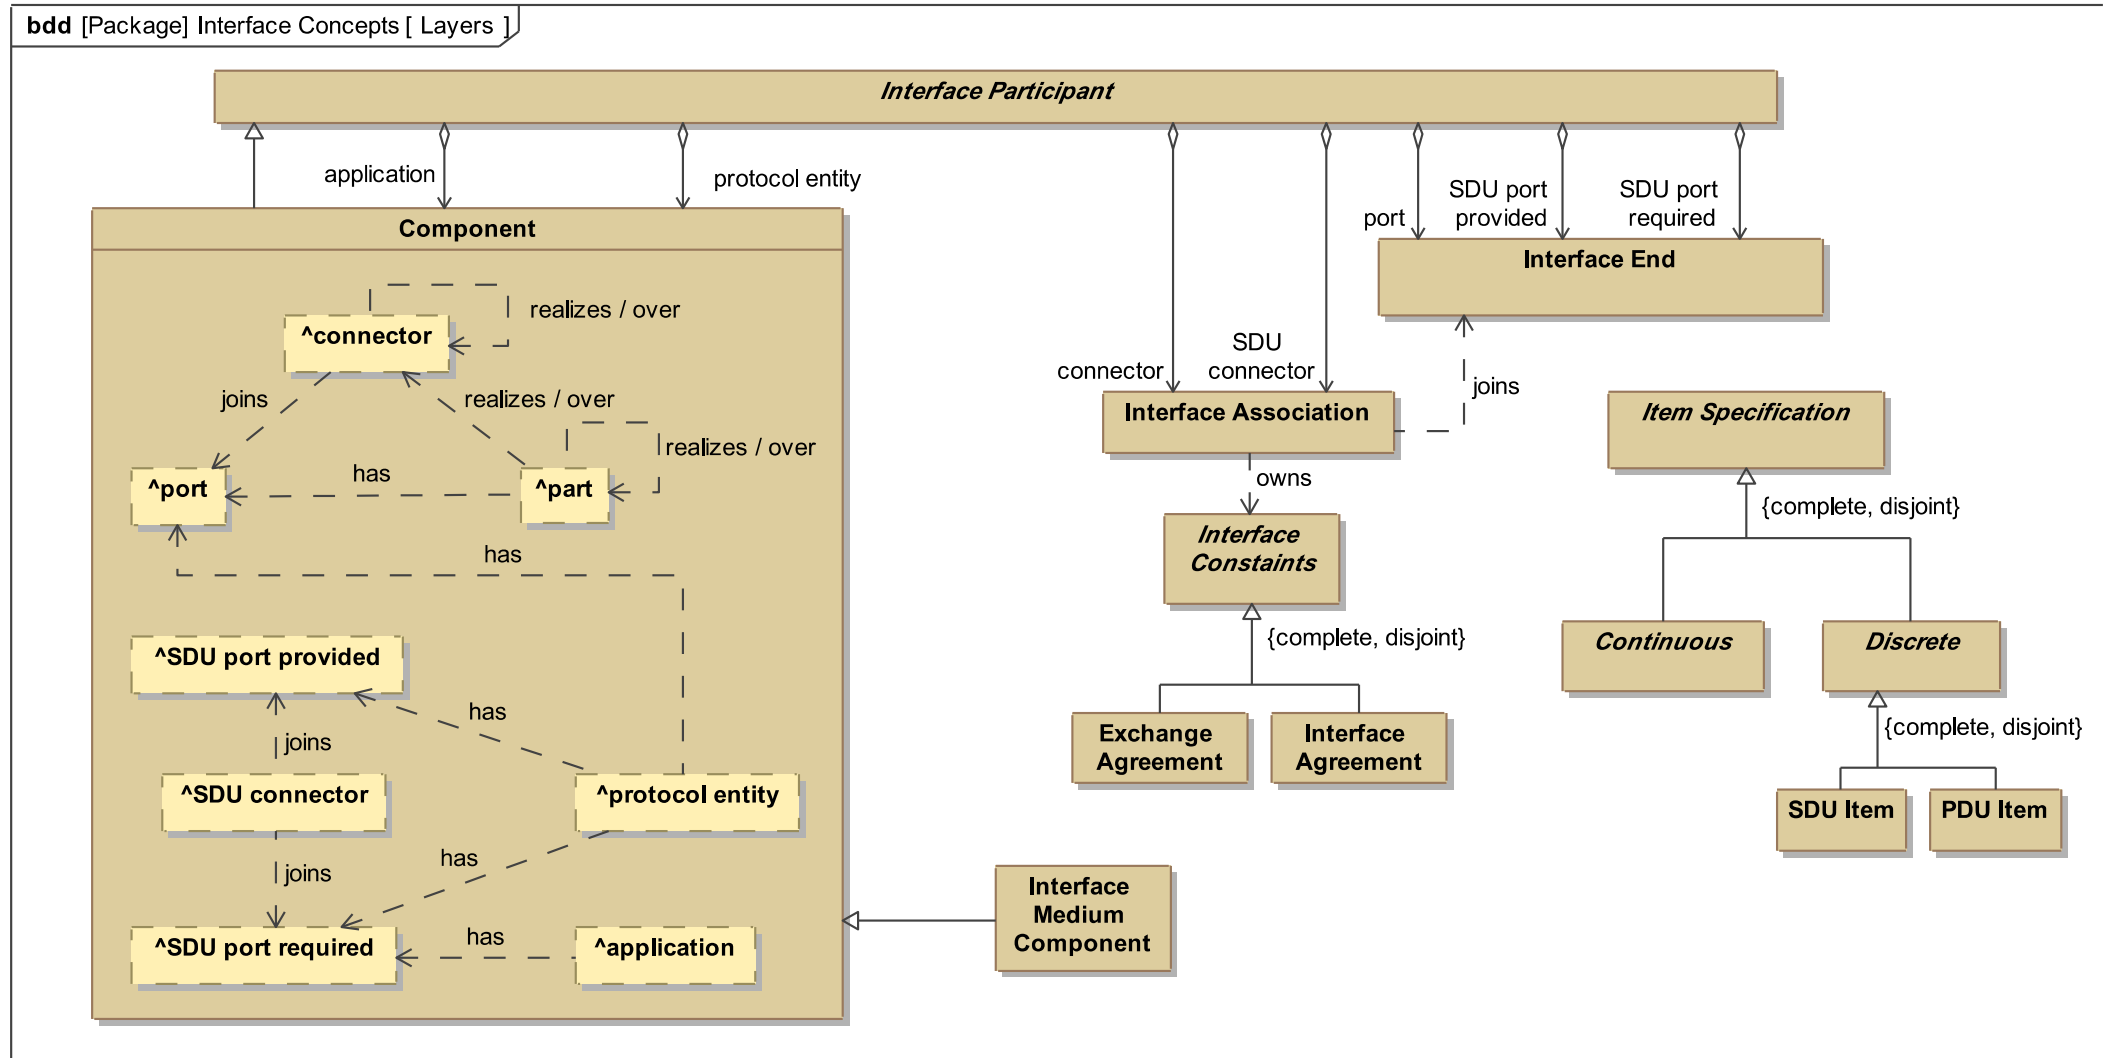 bdd [Package] Interface Concepts [ Layers ]
Interface Participant
application
protocol entity
SDU port
provided
SDU port
required
port
Component
Interface End
^connector
realizes / over
joins
realizes / over
realizes / over
^port
has
^part
has
^SDU port provided
has
joins
^SDU connector
^protocol entity
has
joins
^SDU port required
has
^application
SDU
connector
connector
joins
Interface Association
owns
Interface
Constaints
{complete, disjoint}
Exchange
Agreement
Interface
Agreement
Item Specification
{complete, disjoint}
Continuous
Discrete
{complete, disjoint}
SDU Item
PDU Item
Interface
Medium
Component